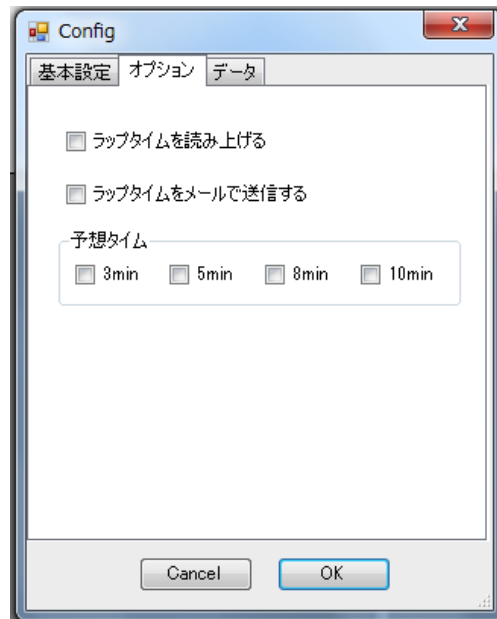 Config
基本設定 オプション データ
ラップタイムを読み上げる
ラップタイムをメールで送信する
予想タイム
3min 5min 8min 10min
Cancel OK